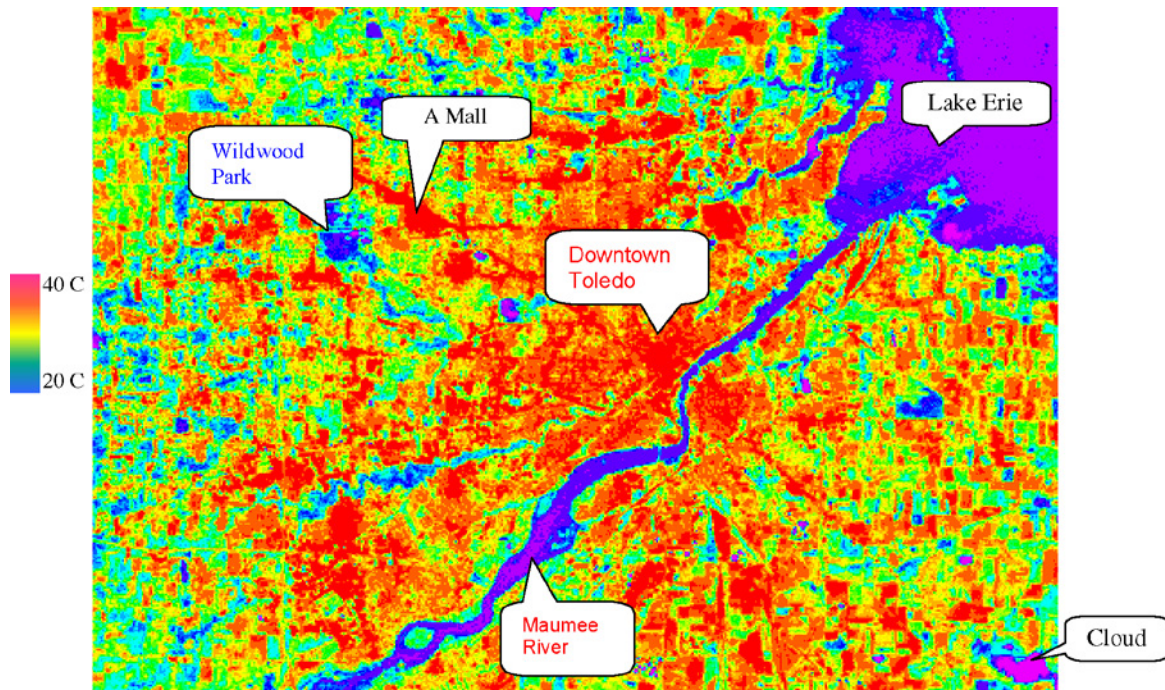 A Mall
Lake Erie
Wildwood
Park
Downtown
Toledo
40 C
20 C
Maumee
River
Cloud